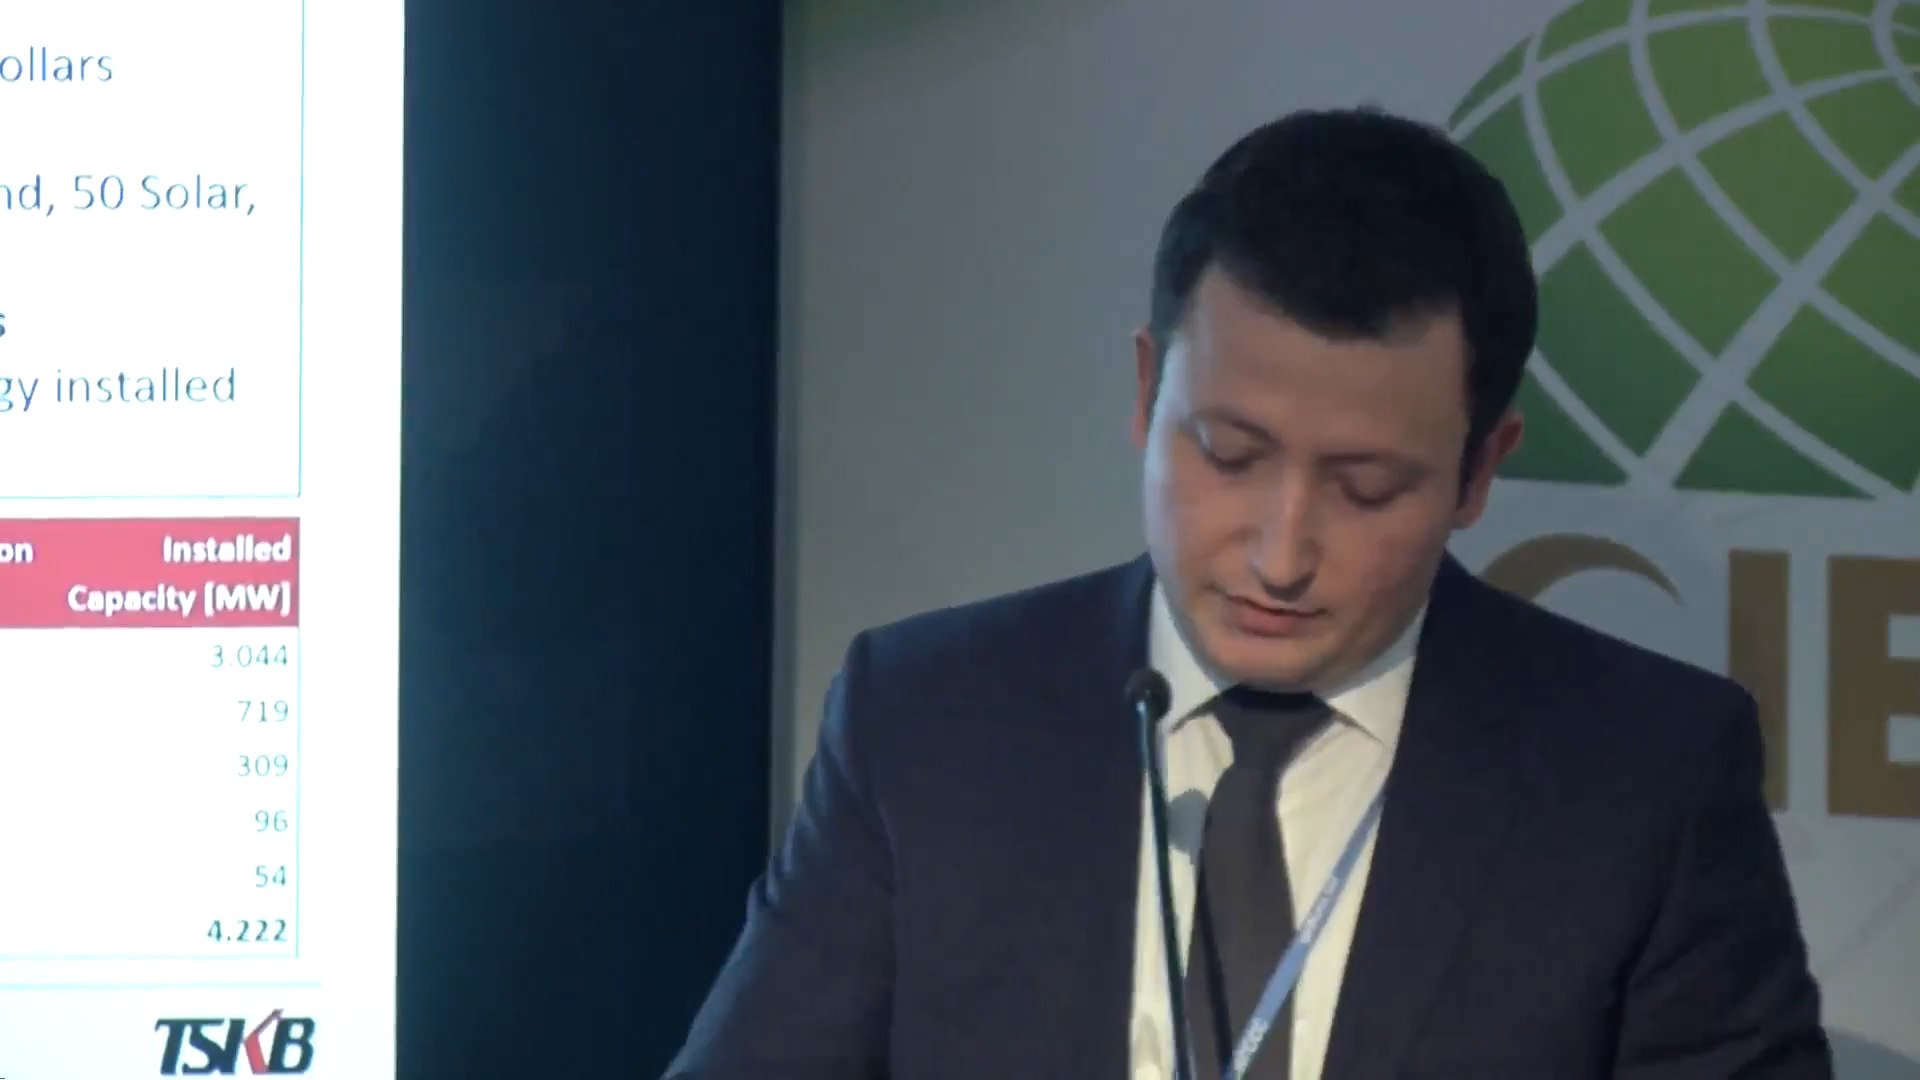 ollars
nd, 50 Solar,
s
gy installed
on Installed
Capacity [MW]
3.044
719
309
96
54
4.222
TSKB
CIE